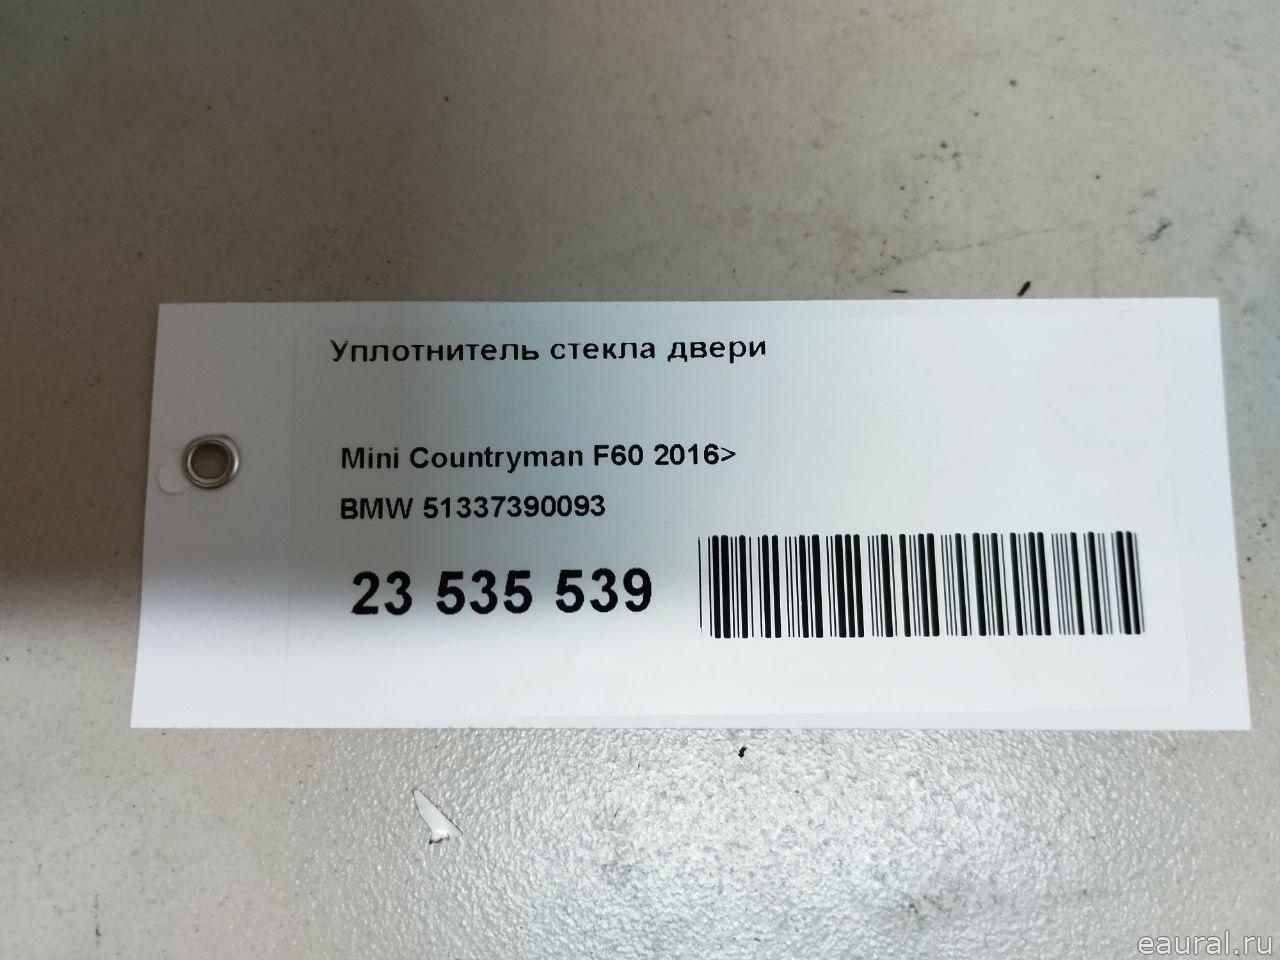 Уплотнитель стекла двери
Mini Countryman F60 2016>
BMW 51337390093
23 535 539
eaural.ru